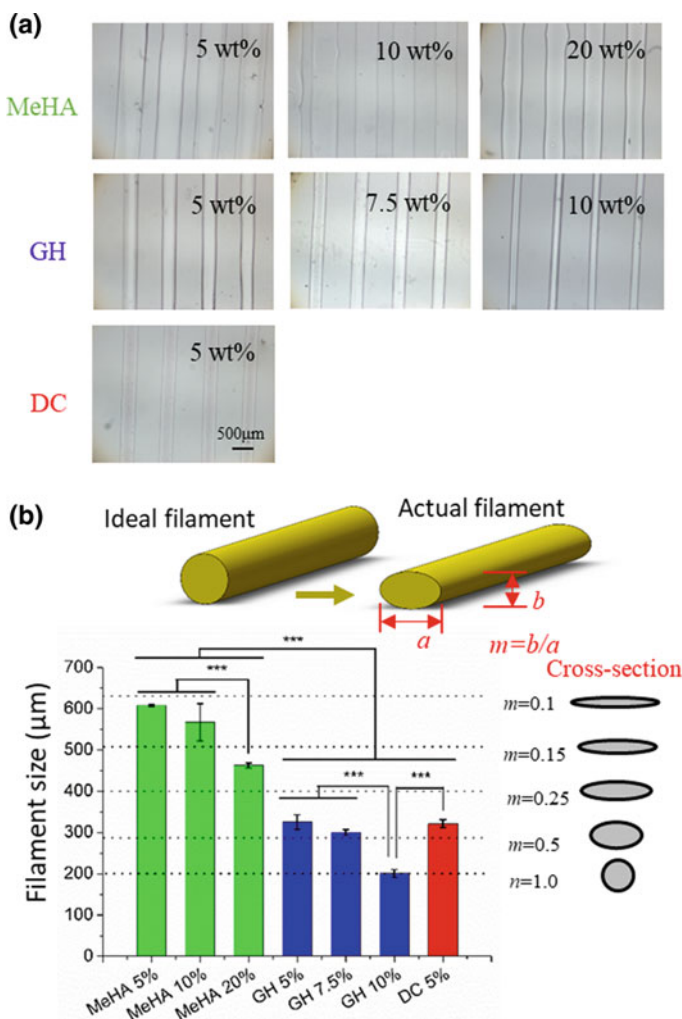 (a)
5 wt%
10 wt%
20 wt%
MeHA
5 wt%
7.5 wt%
10 wt%
GH
5 wt%
DC
500μm
(b)
Ideal filament
Actual filament
b
a
m=b/a
Cross-section
700
600
500
400
300
200
100
0
Filament size (μm)
***
***
***
***
m=0.1
m=0.15
m=0.25
m=0.5
n=1.0
MeHA 5%
MeHA 10%
MeHA 20%
GH 5%
GH 7.5%
GH 10%
DC 5%